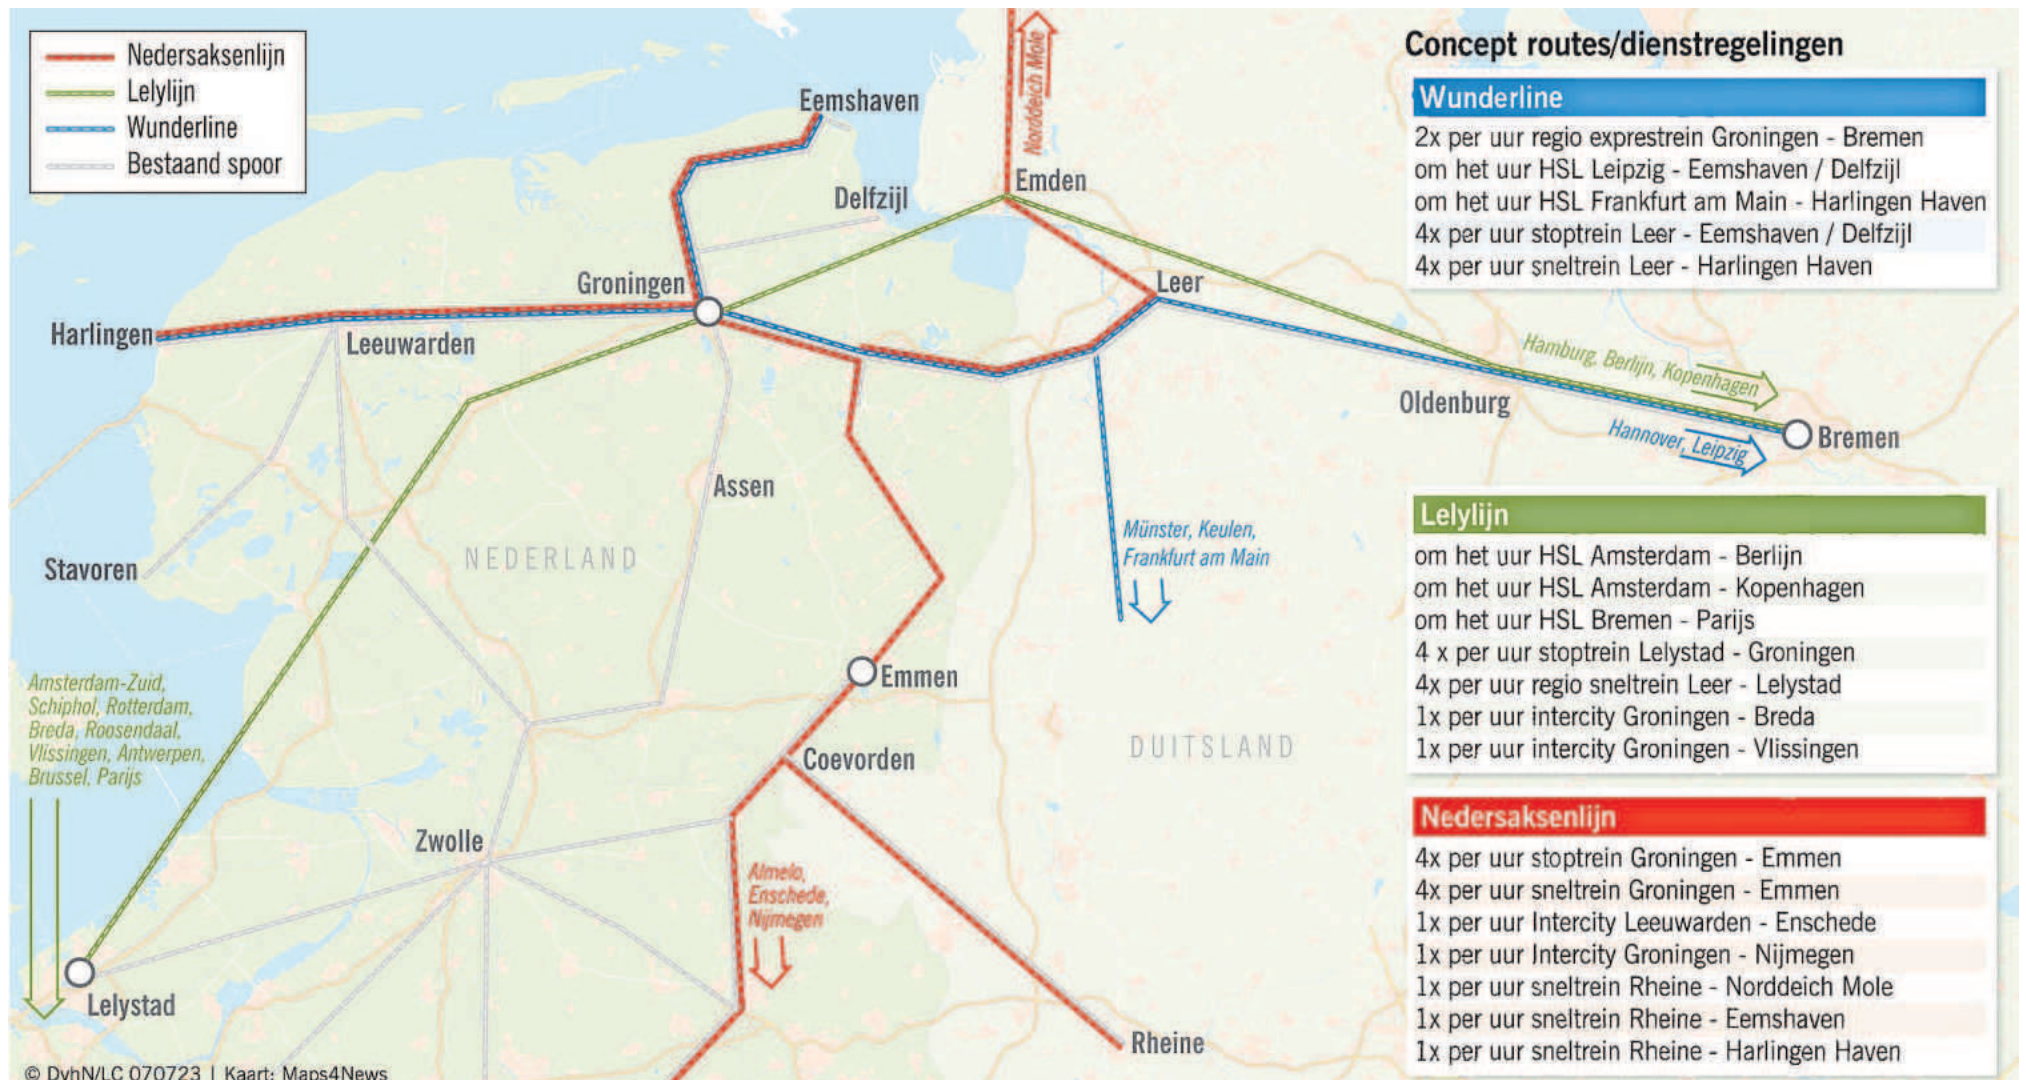 Nedersaksenlijn
Lelylijn
Wunderline
Bestaand spoor
Eemshaven
Delfzijl
Norddeich Mole
Emden
Groningen
Leer
Harlingen
Leeuwarden
Oldenburg
Bremen
Hamburg, Berlijn, Kopenhagen
Hannover, Leipzig
Assen
Stavoren
NEDERLAND
Münster, Keulen,
Frankfurt am Main
Emmen
Coevorden
DUITSLAND
Amsterdam-Zuid,
Schiphol, Rotterdam,
Breda, Roosendaal,
Vlissingen, Antwerpen,
Brussel, Parijs
Zwolle
Almelo,
Enschede,
Nijmegen
Lelystad
Rheine
© DvhN/LC 070723 | Kaart: Maps4News
Concept routes/dienstregelingen
Wunderline
2x per uur regio exprestrein Groningen - Bremen
om het uur HSL Leipzig - Eemshaven / Delfzijl
om het uur HSL Frankfurt am Main - Harlingen Haven
4x per uur stoptrein Leer - Eemshaven / Delfzijl
4x per uur sneltrein Leer - Harlingen Haven
Lelylijn
om het uur HSL Amsterdam - Berlijn
om het uur HSL Amsterdam - Kopenhagen
om het uur HSL Bremen - Parijs
4 x per uur stoptrein Lelystad - Groningen
4x per uur regio sneltrein Leer - Lelystad
1x per uur intercity Groningen - Breda
1x per uur intercity Groningen - Vlissingen
Nedersaksenlijn
4x per uur stoptrein Groningen - Emmen
4x per uur sneltrein Groningen - Emmen
1x per uur Intercity Leeuwarden - Enschede
1x per uur Intercity Groningen - Nijmegen
1x per uur sneltrein Rheine - Norddeich Mole
1x per uur sneltrein Rheine - Eemshaven
1x per uur sneltrein Rheine - Harlingen Haven